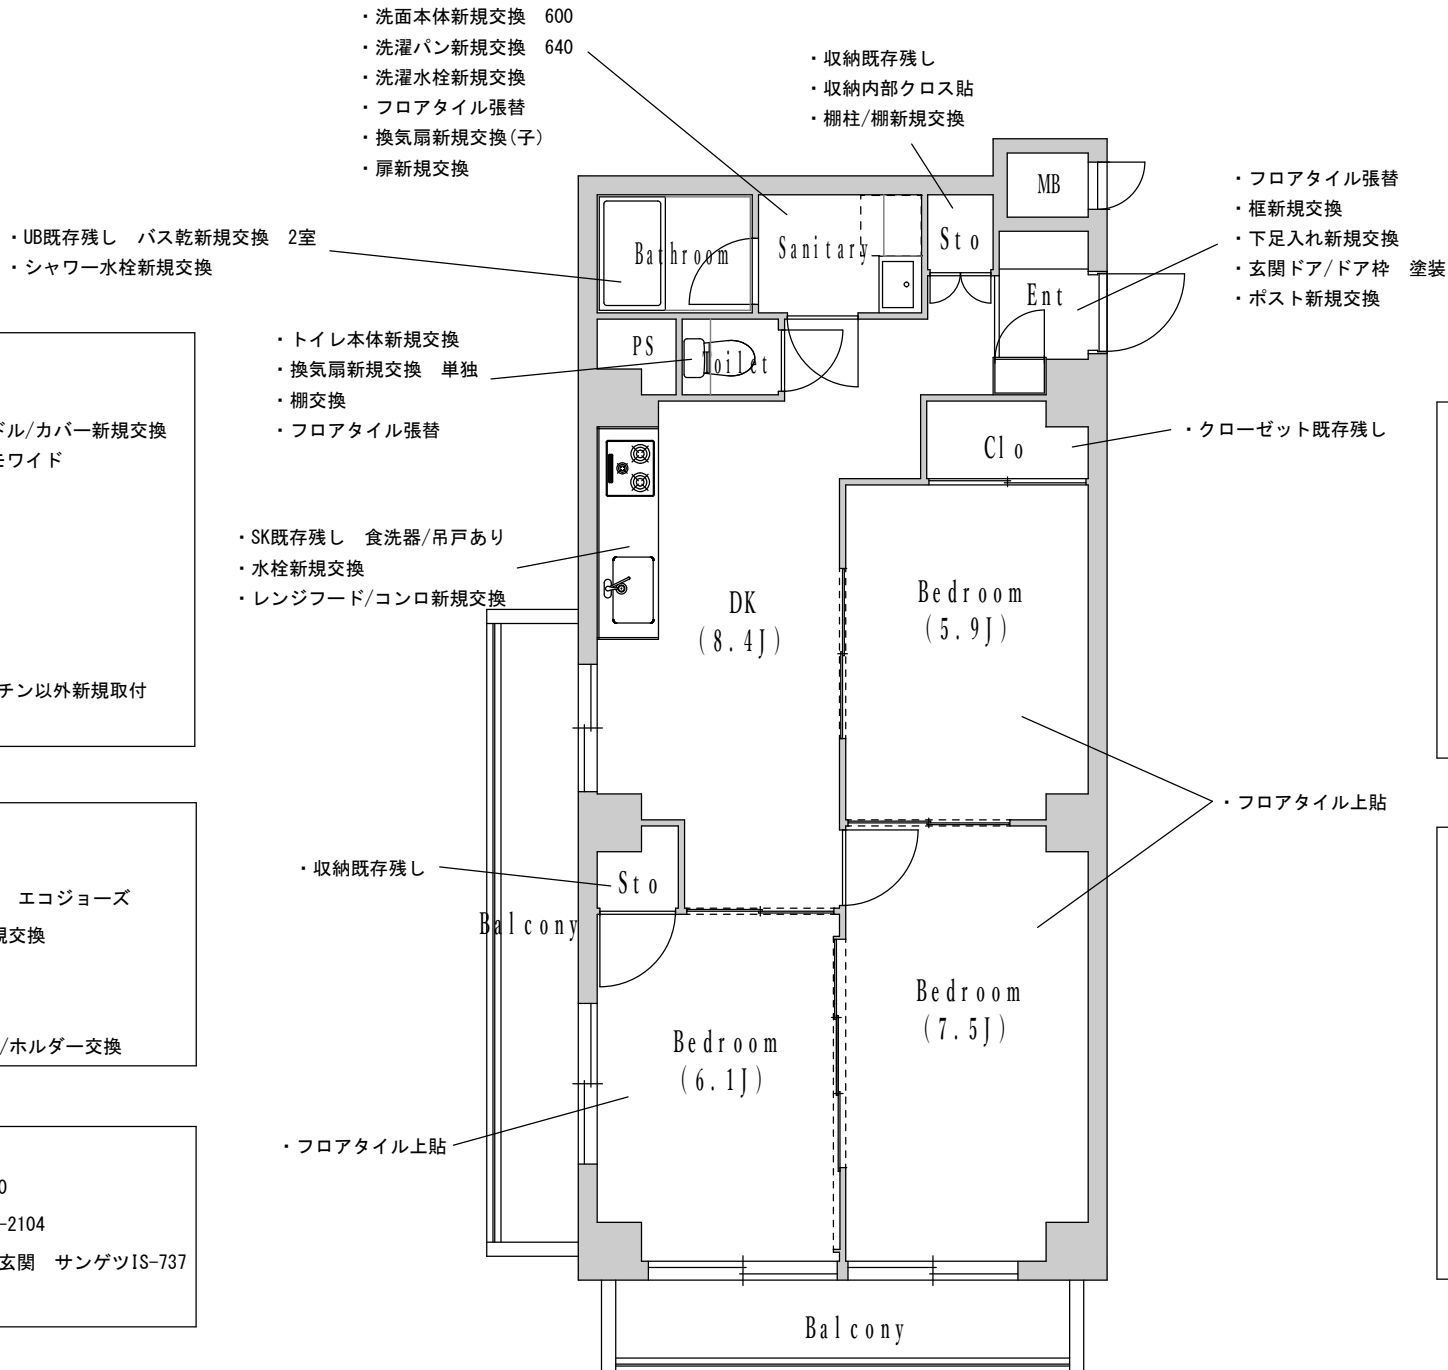 ・洗面本体新規交換　600
・洗濯パン新規交換　640
・洗濯水栓新規交換
・フロアタイル張替
・換気扇新規交換(子)
・扉新規交換
・収納既存残し
・収納内部クロス貼
・棚柱/棚新規交換
・フロアタイル張替
・框新規交換
・下足入れ新規交換
・玄関ドア/ドア枠　塗装
・ポスト新規交換
・UB既存残し　バス乾新規交換　2室
・シャワー水栓新規交換
MB
Bathroom
Sanitary
Sto
Ent
・トイレ本体新規交換
・換気扇新規交換　単独
・棚交換
・フロアタイル張替
PS
Toilet
ドル/カバー新規交換
モワイド
チン以外新規取付
・クローゼット既存残し
Clo
・SK既存残し　食洗器/吊戸あり
・水栓新規交換
・レンジフード/コンロ新規交換
DK
(8.4J)
Bedroom
(5.9J)
・フロアタイル上貼
・収納既存残し
Sto
Balcony
エコジョーズ
規交換
/ホルダー交換
Bedroom
(7.5J)
Bedroom
(6.1J)
・フロアタイル上貼
0
-2104
玄関　サンゲツIS-737
Balcony